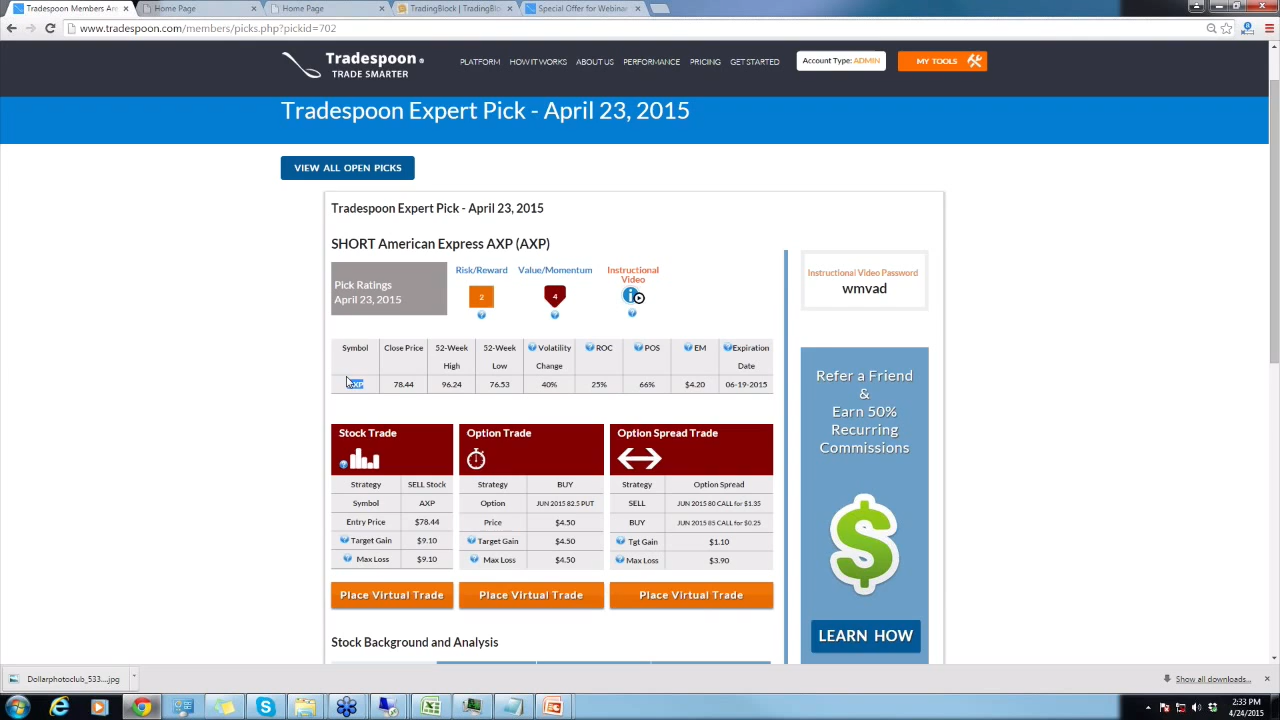 Tradespoon Members Are
Home Page
Home Page
TradingBlock | TradingBlo
Special Offer for Webinar
www.tradespoon.com/members/picks.php?pickid=702
Tradespoon®
TRADE SMARTER
PLATFORM
HOW IT WORKS
ABOUT US
PERFORMANCE
PRICING
GET STARTED
Account Type: ADMIN
MY TOOLS
Tradespoon Expert Pick - April 23, 2015
VIEW ALL OPEN PICKS
Tradespoon Expert Pick - April 23, 2015
SHORT American Express AXP (AXP)
Pick Ratings
April 23, 2015
Risk/Reward
2
Value/Momentum
4
Instructional
Video
Instructional Video Password
wmvad
Symbol Close Price 52-Week High 52-Week Low Volatility Change ROC POS EM Expiration Date
AXP 78.44 96.24 76.53 40% 25% 66% $4.20 06-19-2015
Stock Trade
Strategy SELL Stock
Symbol AXP
Entry Price $78.44
Target Gain $9.10
Max Loss $9.10
Place Virtual Trade
Option Trade
Strategy BUY
Option JUN 2015 82.5 PUT
Price $4.50
Target Gain $4.50
Max Loss $4.50
Place Virtual Trade
Option Spread Trade
Strategy Option Spread
SELL JUN 2015 80 CALL for $1.35
BUY JUN 2015 85 CALL for $0.25
Tgt Gain $1.10
Max Loss $3.90
Place Virtual Trade
Stock Background and Analysis
Refer a Friend
&
Earn 50%
Recurring
Commissions
$
LEARN HOW
Dollarphotoclub_533....jpg
Show all downloads...
2:33 PM
4/24/2015